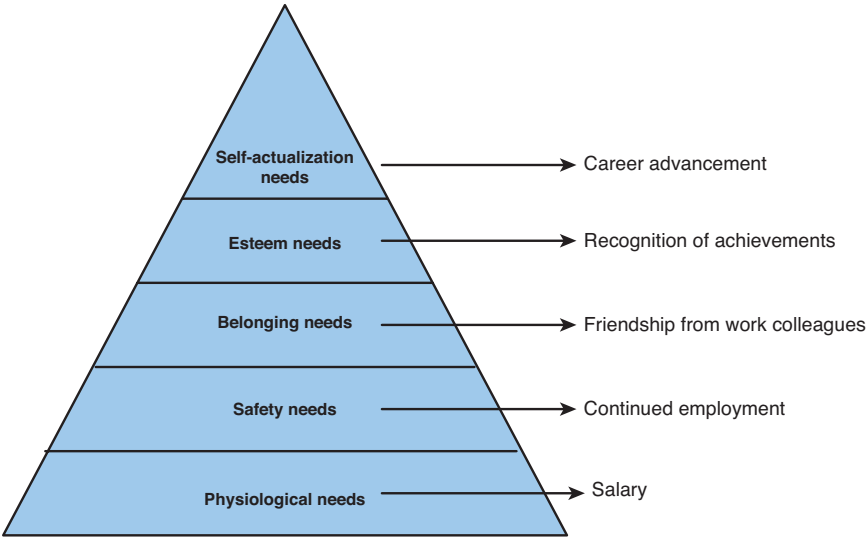 Self-actualization
needs
Career advancement
Esteem needs
Recognition of achievements
Belonging needs
Friendship from work colleagues
Safety needs
Continued employment
Physiological needs
Salary